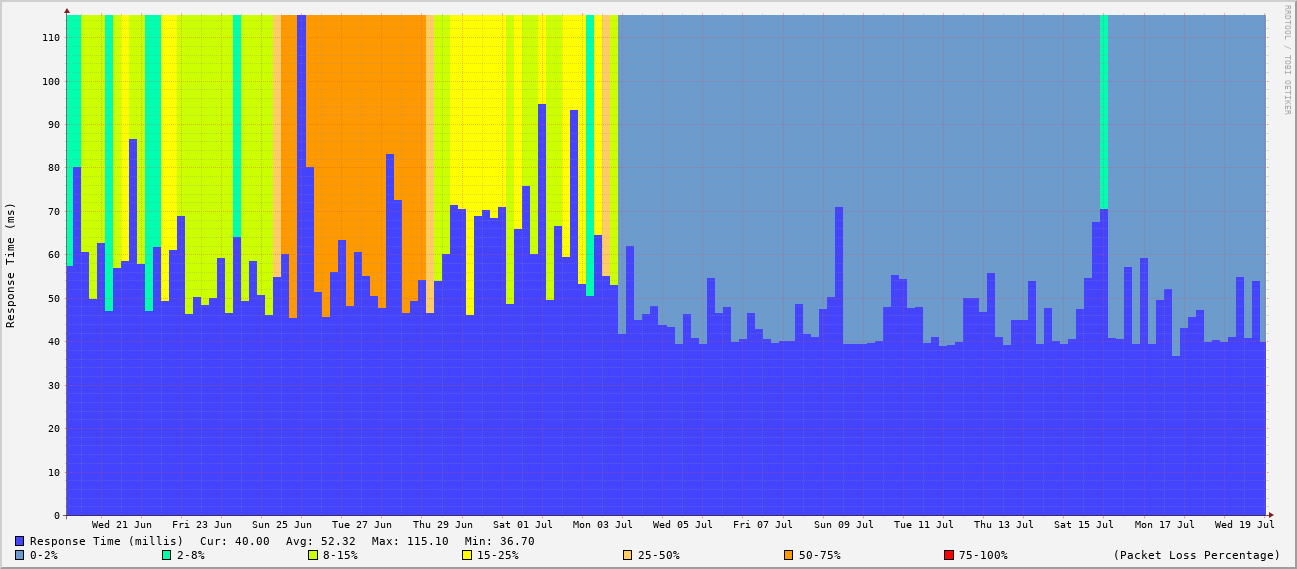 RRDTOOL / TOBI OETIKER
Response Time (ms)
110
100
90
80
70
60
50
40
30
20
10
0
Wed 21 Jun Fri 23 Jun Sun 25 Jun Tue 27 Jun Thu 29 Jun Sat 01 Jul Mon 03 Jul Wed 05 Jul Fri 07 Jul Sun 09 Jul Tue 11 Jul Thu 13 Jul Sat 15 Jul Mon 17 Jul Wed 19 Jul
Response Time (millis) Cur: 40.00 Avg: 52.32 Max: 115.10 Min: 36.70
0-2% 2-8% 8-15% 15-25% 25-50% 50-75% 75-100% (Packet Loss Percentage)